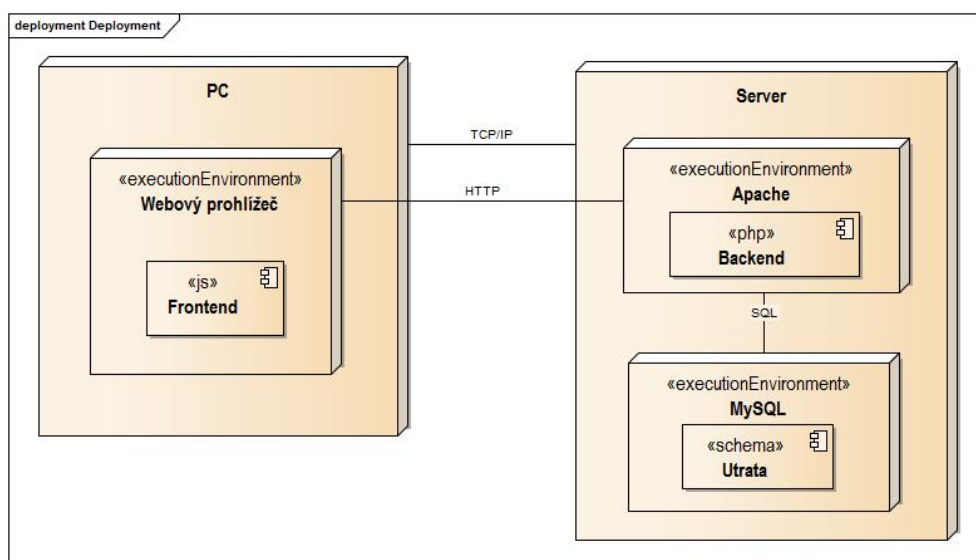 deployment Deployment
PC
«executionEnvironment»
Webový prohlížeč
«js»
Frontend
TCP/IP
HTTP
Server
«executionEnvironment»
Apache
«php»
Backend
SQL
«executionEnvironment»
MySQL
«schema»
Utrata